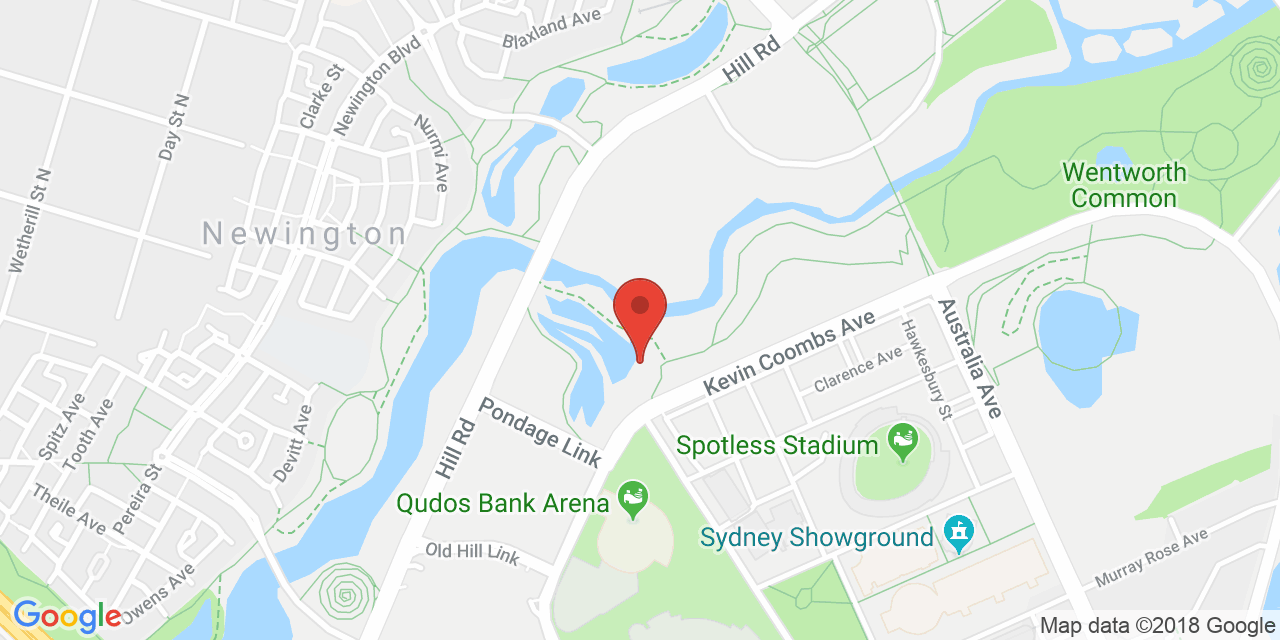 Blaxland Ave
Hill Rd
Newington Blvd
Clarke St
Day St N
Nurmi Ave
Wetherill St N
Wentworth
Common
Newington
Kevin Coombs Ave
Australia Ave
Hawkesbury St
Clarence Ave
Spitz Ave
Tooth Ave
Devitt Ave
Pondage Link
Hill Rd
Spotless Stadium
Pereira St
Theile Ave
Qudos Bank Arena
Sydney Showground
Old Hill Link
Murray Rose Ave
Owens Ave
Google
Map data ©2018 Google